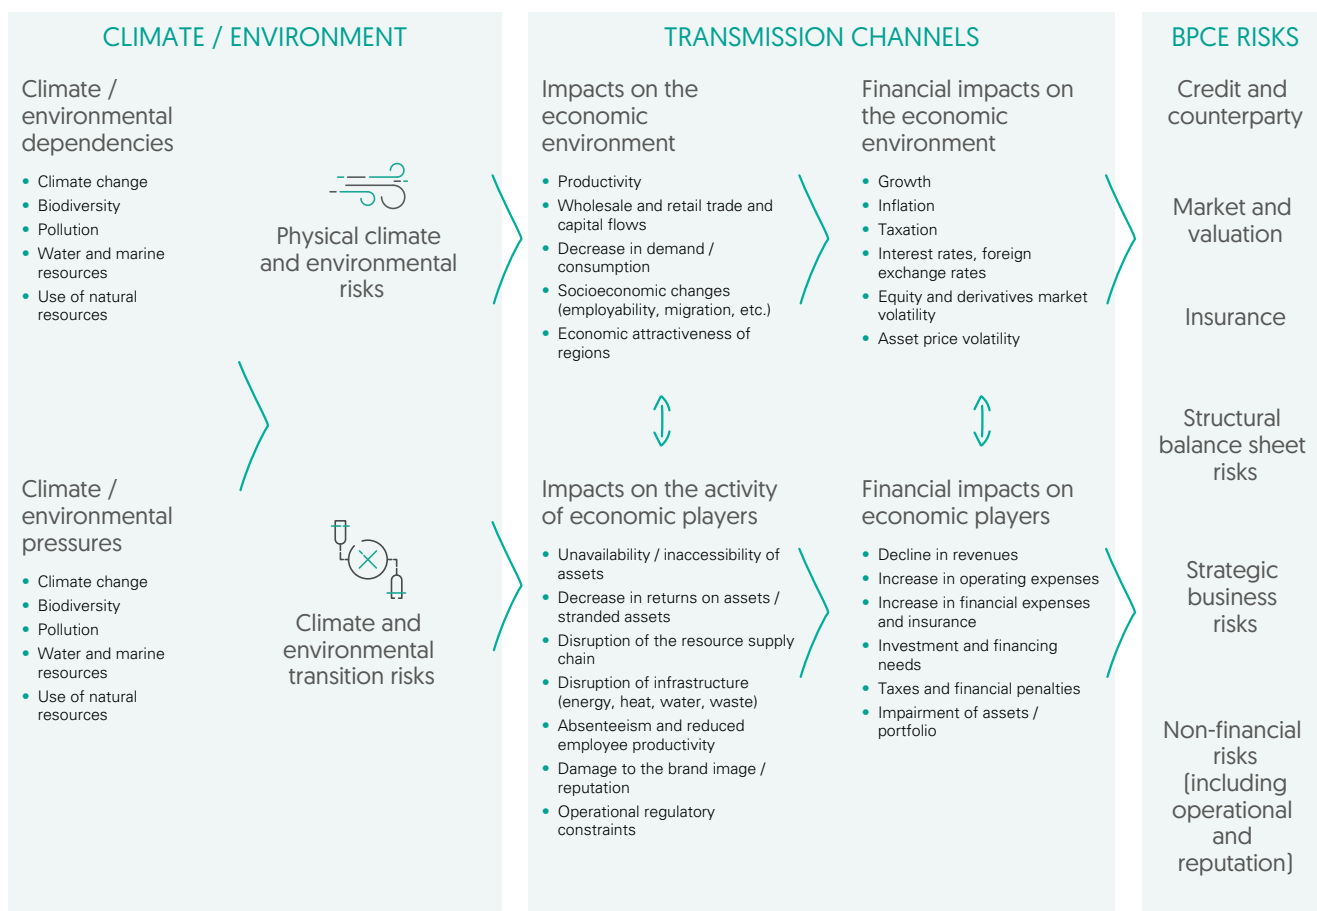 CLIMATE / ENVIRONMENT
Climate /
environmental
dependencies
• Climate change
• Biodiversity
• Pollution
• Water and marine
resources
• Use of natural
resources
Physical climate
and environmental
risks
Climate /
environmental
pressures
• Climate change
• Biodiversity
• Pollution
• Water and marine
resources
• Use of natural
resources
Climate and
environmental
transition risks
TRANSMISSION CHANNELS
Impacts on the
economic
environment
• Productivity
• Wholesale and retail trade and
capital flows
• Decrease in demand /
consumption
• Socioeconomic changes
(employability, migration, etc.)
• Economic attractiveness of
regions
Financial impacts on
the economic
environment
• Growth
• Inflation
• Taxation
• Interest rates, foreign
exchange rates
• Equity and derivatives market
volatility
• Asset price volatility
Impacts on the activity
of economic players
• Unavailability / inaccessibility of
assets
• Decrease in returns on assets /
stranded assets
• Disruption of the resource supply
chain
• Disruption of infrastructure
(energy, heat, water, waste)
• Absenteeism and reduced
employee productivity
• Damage to the brand image /
reputation
• Operational regulatory
constraints
Financial impacts on
economic players
• Decline in revenues
• Increase in operating expenses
• Increase in financial expenses
and insurance
• Investment and financing
needs
• Taxes and financial penalties
• Impairment of assets /
portfolio
BPCE RISKS
Credit and
counterparty
Market and
valuation
Insurance
Structural
balance sheet
risks
Strategic
business
risks
Non-financial
risks
(including
operational
and
reputation)